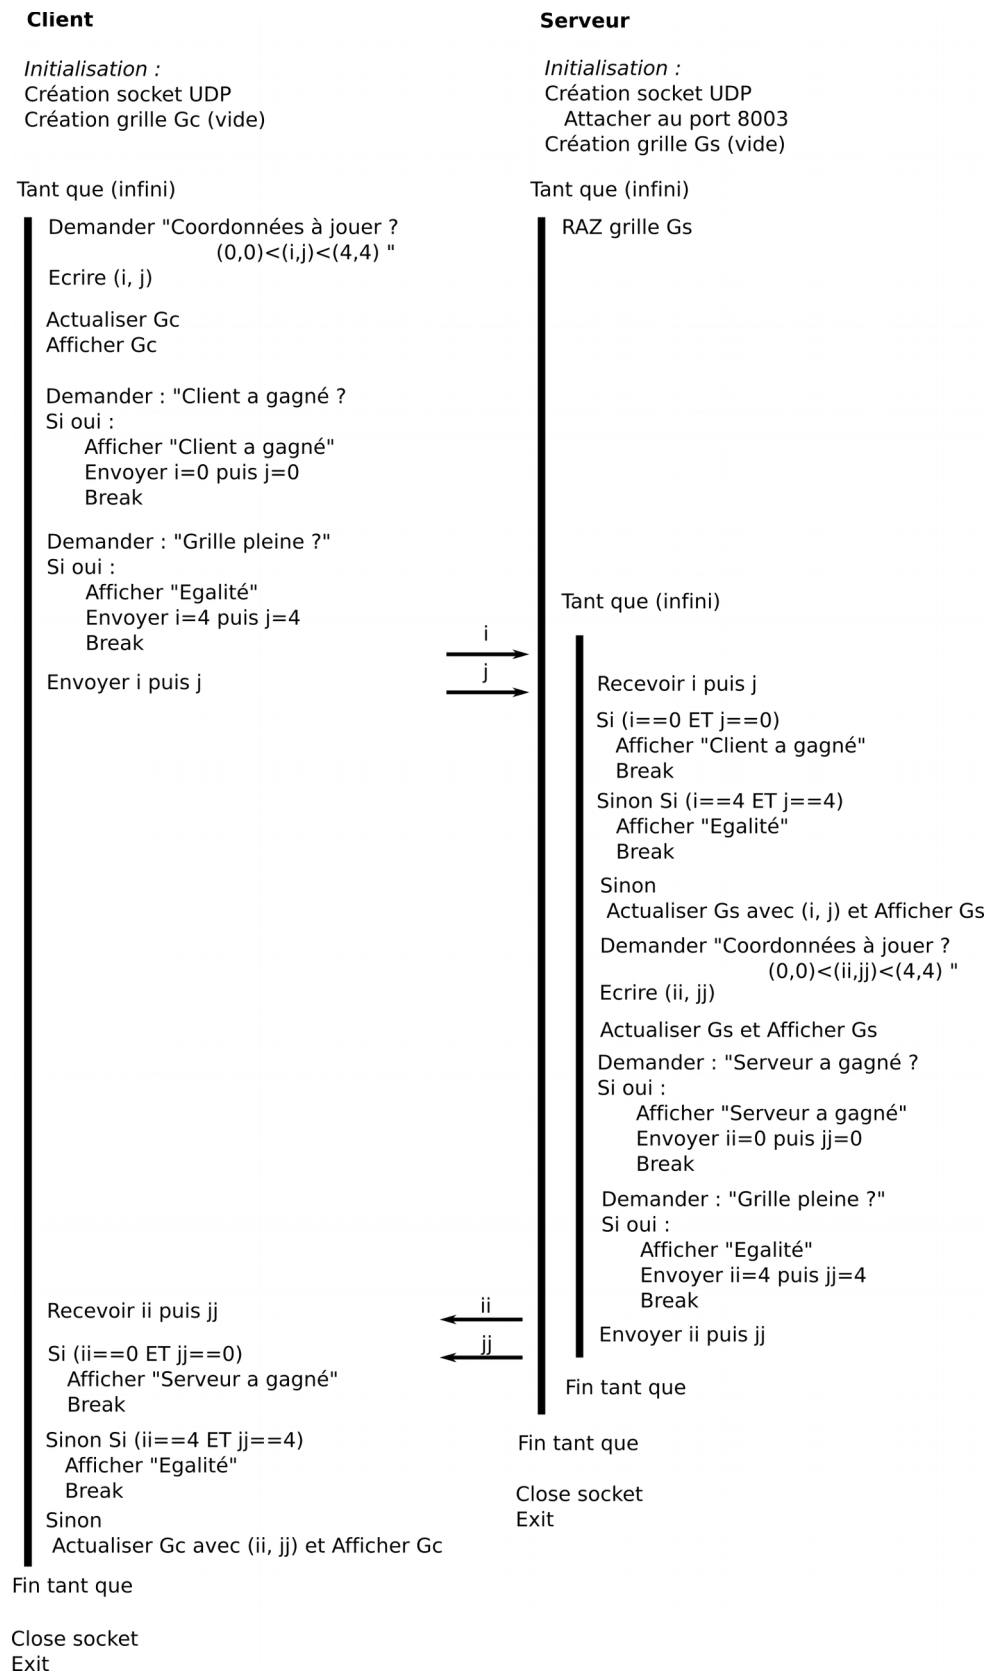 Client
Initialisation :
Création socket UDP
Création grille Gc (vide)
Tant que (infini)
Demander "Coordonnées à jouer ?
(0,0)<(i,j)<(4,4) "
Ecrire (i, j)
Actualiser Gc
Afficher Gc
Demander : "Client a gagné ?
Si oui :
Afficher "Client a gagné"
Envoyer i=0 puis j=0
Break
Demander : "Grille pleine ?"
Si oui :
Afficher "Egalité"
Envoyer i=4 puis j=4
Break
Envoyer i puis j
Recevoir ii puis jj
Si (ii==0 ET jj==0)
Afficher "Serveur a gagné"
Break
Sinon Si (ii==4 ET jj==4)
Afficher "Egalité"
Break
Sinon
Actualiser Gc avec (ii, jj) et Afficher Gc
Fin tant que
Close socket
Exit
i
j
ii
jj
Serveur
Initialisation :
Création socket UDP
Attacher au port 8003
Création grille Gs (vide)
Tant que (infini)
RAZ grille Gs
Tant que (infini)
Recevoir i puis j
Si (i==0 ET j==0)
Afficher "Client a gagné"
Break
Sinon Si (i==4 ET j==4)
Afficher "Egalité"
Break
Sinon
Actualiser Gs avec (i, j) et Afficher Gs
Demander "Coordonnées à jouer ?
(0,0)<(ii,jj)<(4,4) "
Ecrire (ii, jj)
Actualiser Gs et Afficher Gs
Demander : "Serveur a gagné ?
Si oui :
Afficher "Serveur a gagné"
Envoyer ii=0 puis jj=0
Break
Demander : "Grille pleine ?"
Si oui :
Afficher "Egalité"
Envoyer ii=4 puis jj=4
Break
Envoyer ii puis jj
Fin tant que
Fin tant que
Close socket
Exit